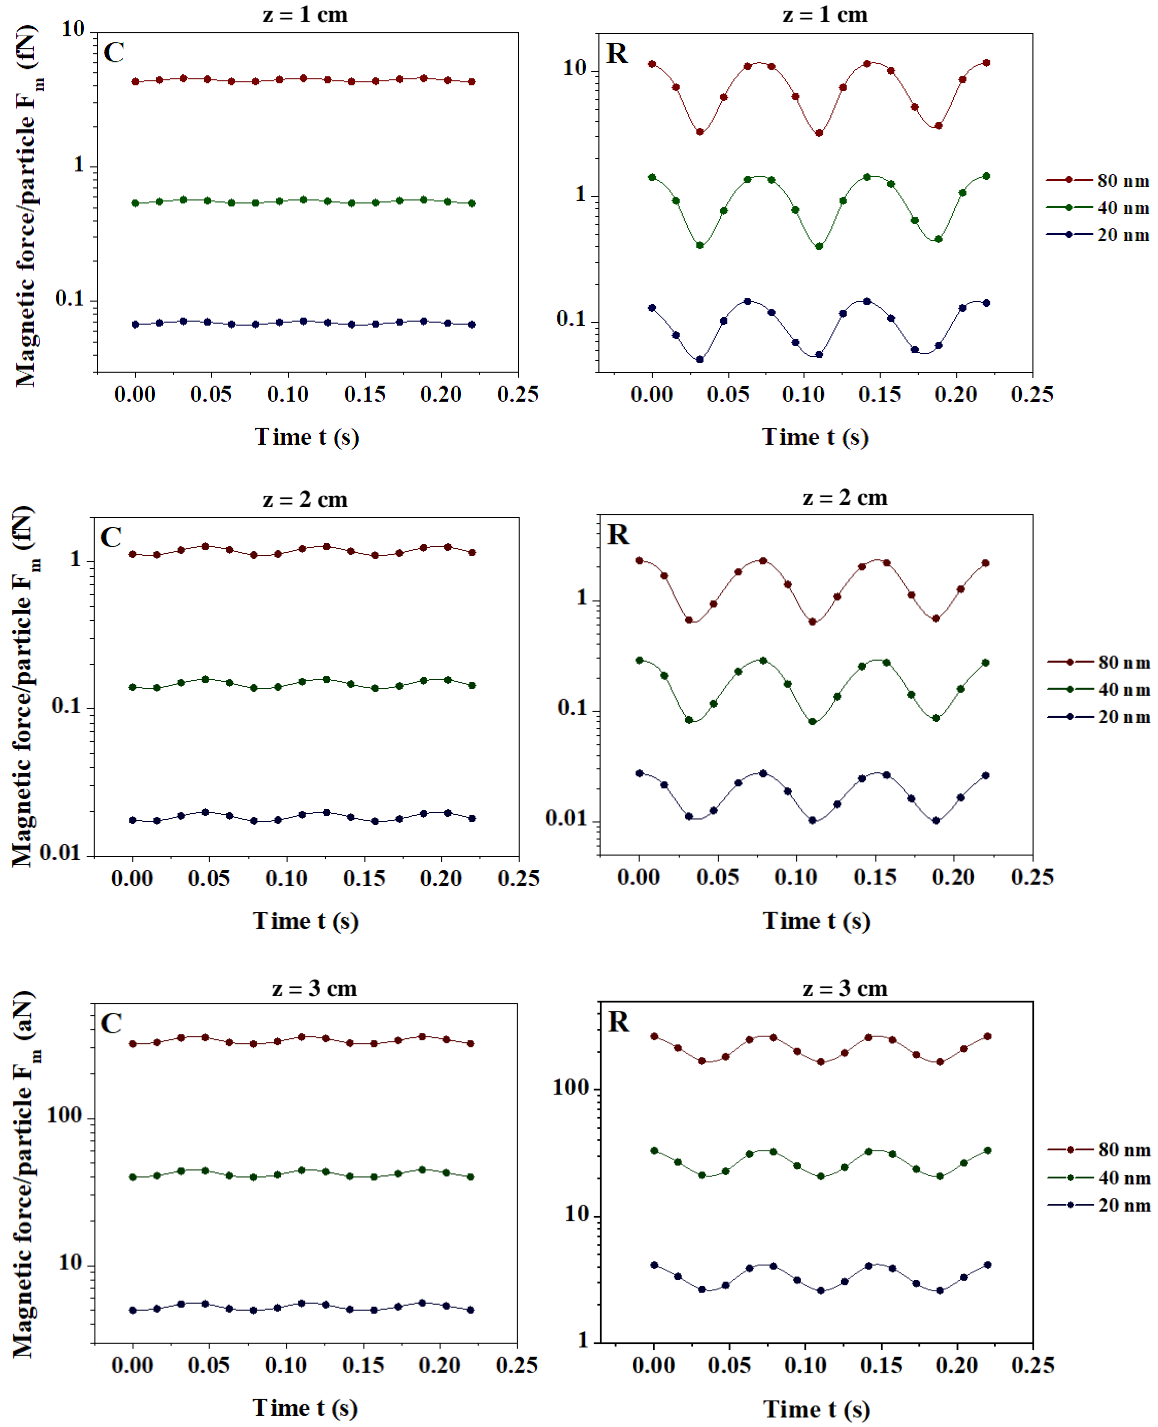 z = 1 cm
C
10
1
0.1
Magnetic force/particle F_m (fN)
0.00 0.05 0.10 0.15 0.20 0.25
Time t (s)
z = 1 cm
R
10
1
0.1
0.00 0.05 0.10 0.15 0.20 0.25
Time t (s)
80 nm
40 nm
20 nm
z = 2 cm
C
1
0.1
0.01
Magnetic force/particle F_m (fN)
0.00 0.05 0.10 0.15 0.20 0.25
Time t (s)
z = 2 cm
R
1
0.1
0.01
0.00 0.05 0.10 0.15 0.20 0.25
Time t (s)
80 nm
40 nm
20 nm
z = 3 cm
C
100
10
Magnetic force/particle F_m (aN)
0.00 0.05 0.10 0.15 0.20 0.25
Time t (s)
z = 3 cm
R
100
10
1
0.00 0.05 0.10 0.15 0.20 0.25
Time t (s)
80 nm
40 nm
20 nm